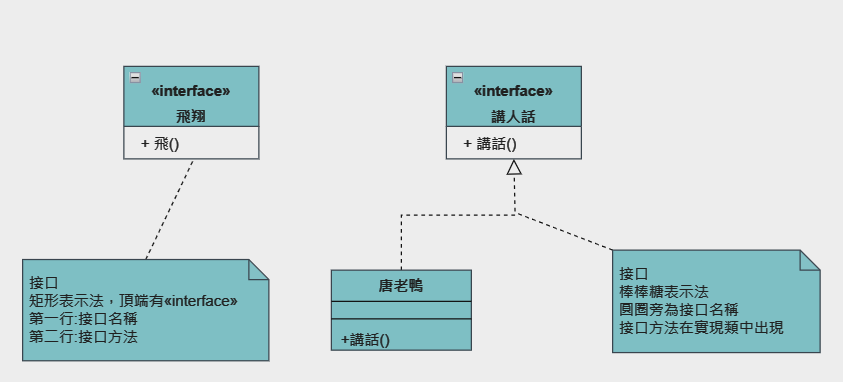 «interface»
飛翔
+ 飛()
«interface»
講人話
+ 講話()
接口
矩形表示法，頂端有«interface»
第一行:接口名稱
第二行:接口方法
唐老鴨
+講話()
接口
棒棒糖表示法
圓圈旁為接口名稱
接口方法在實現類中出現